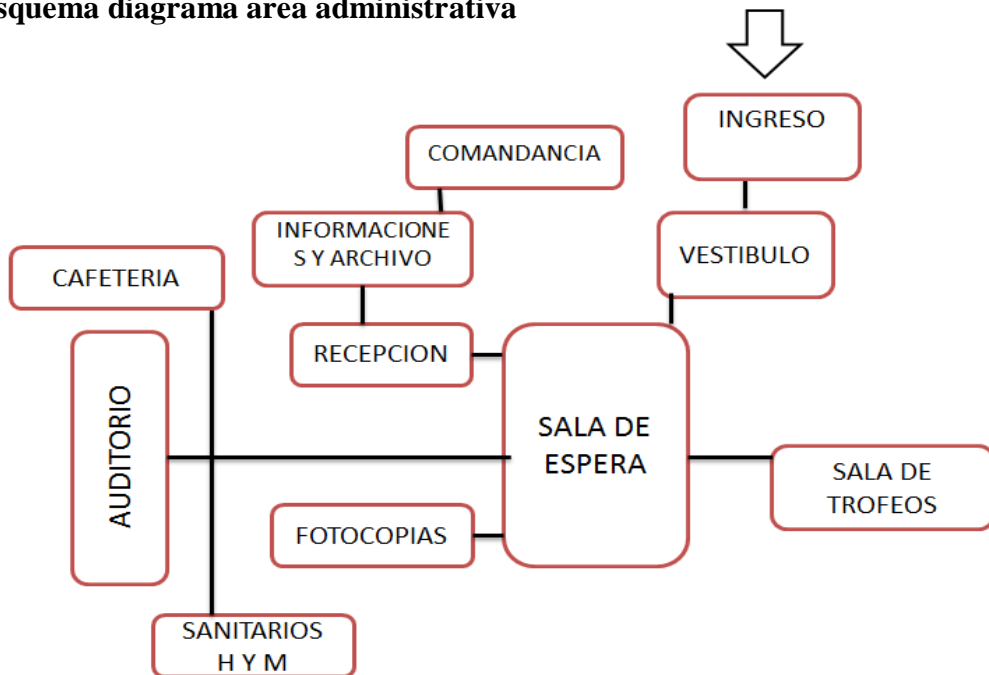 squema diagrama area administrativa
INGRESO
COMANDANCIA
INFORMACIONE
S Y ARCHIVO
VESTIBULO
CAFETERIA
RECEPCION
AUDITORIO
SALA DE
ESPERA
SALA DE
TROFEOS
FOTOCOPIAS
SANITARIOS
H Y M